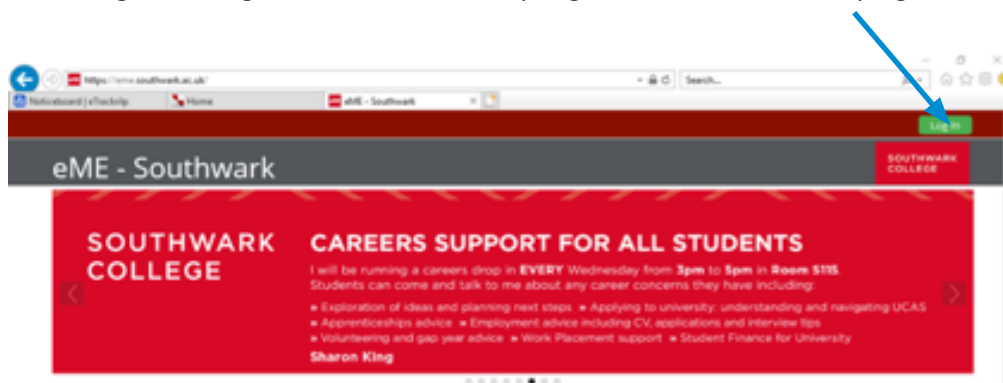 https://eme.southwark.ac.uk/
Search...
Noticeboard | eTrackrilp
Home
eME - Southwark
Log in
eME - Southwark
SOUTHWARK
COLLEGE
SOUTHWARK
COLLEGE
CAREERS SUPPORT FOR ALL STUDENTS
I will be running a careers drop in EVERY Wednesday from 3pm to 5pm in Room S115.
Students can come and talk to me about any career concerns they have including:
» Exploration of ideas and planning next steps » Applying to university: understanding and navigating UCAS
» Apprenticeships advice » Employment advice including CV, applications and interview tips
» Volunteering and gap year advice » Work Placement support » Student Finance for University
Sharon King